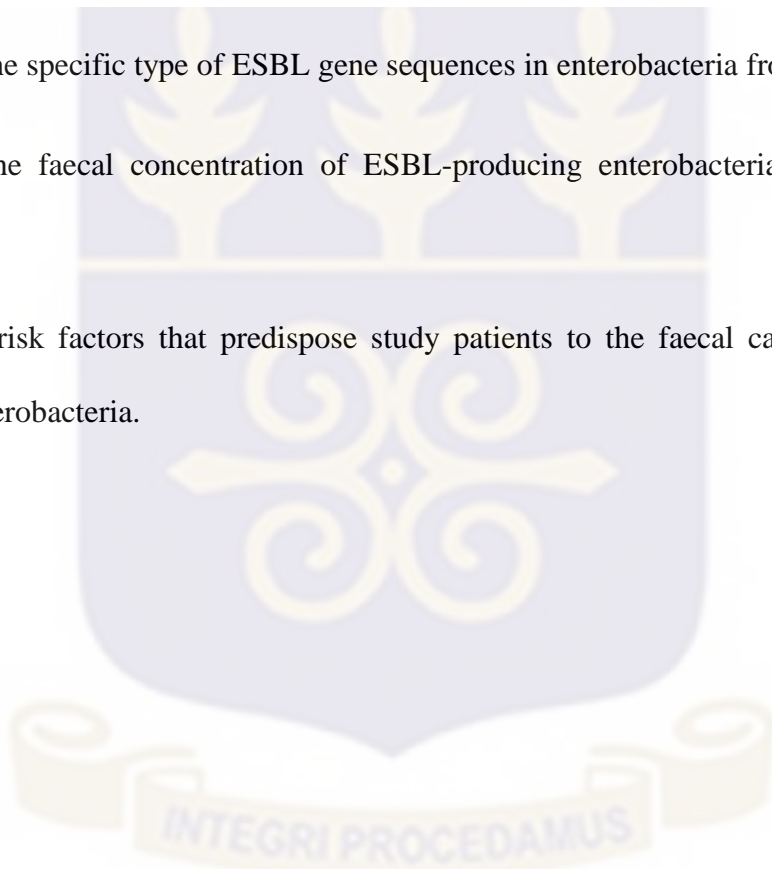 he specific type of ESBL gene sequences in enterobacteria fro
he faecal concentration of ESBL-producing enterobacteria
risk factors that predispose study patients to the faecal ca
erobacteria.
INTEGRI PROCEDAMUS